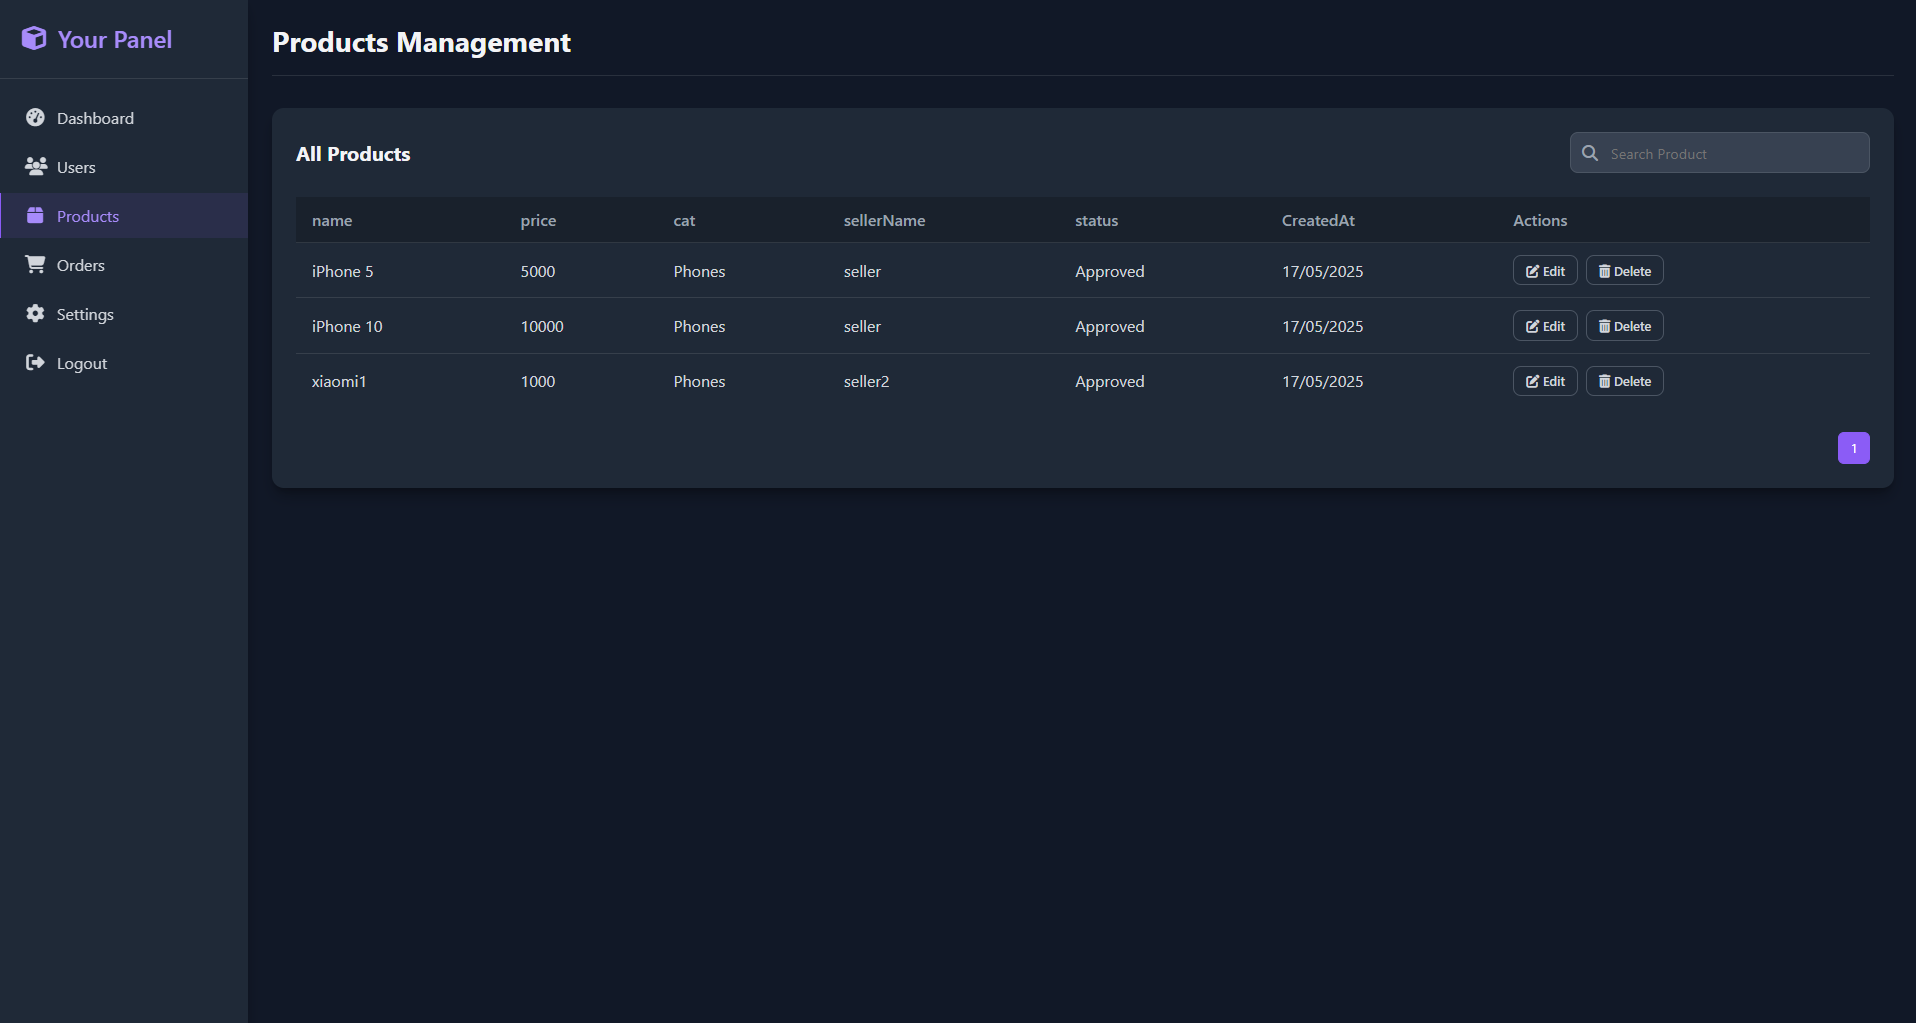 Your Panel
Dashboard
Users
Products
Orders
Settings
Logout
Products Management
All Products
Search Product
name price cat sellerName status CreatedAt Actions
iPhone 5 5000 Phones seller Approved 17/05/2025 Edit Delete
iPhone 10 10000 Phones seller Approved 17/05/2025 Edit Delete
xiaomi1 1000 Phones seller2 Approved 17/05/2025 Edit Delete
1